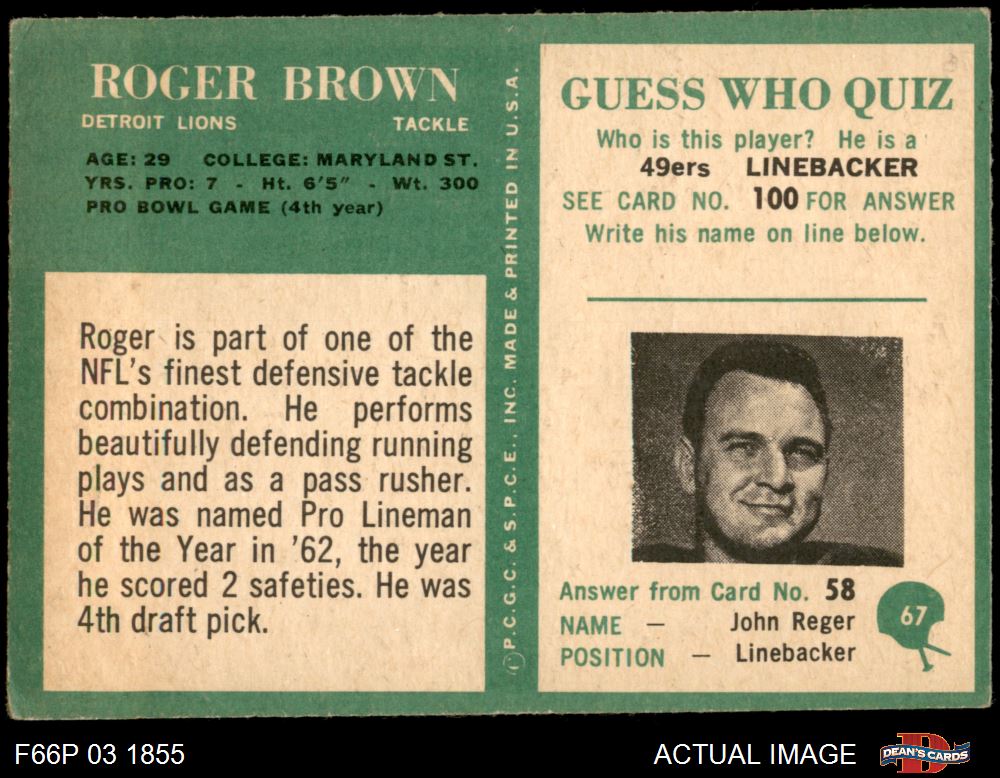 ROGER BROWN
DETROIT LIONS TACKLE
AGE: 29 COLLEGE: MARYLAND ST.
YRS. PRO: 7 - Ht. 6'5" - Wt. 300
PRO BOWL GAME (4th year)
Roger is part of one of the
NFL's finest defensive tackle
combination. He performs
beautifully defending running
plays and as a pass rusher.
He was named Pro Lineman
of the Year in '62, the year
he scored 2 safeties. He was
4th draft pick.
©P.C.G.C. & S.P.C.E., INC. MADE & PRINTED IN U.S.A.
GUESS WHO QUIZ
Who is this player? He is a
49ers LINEBACKER
SEE CARD NO. 100 FOR ANSWER
Write his name on line below.
Answer from Card No. 58
NAME — John Reger
POSITION — Linebacker
67
F66P 03 1855
ACTUAL IMAGE
D
DEAN'S CARDS